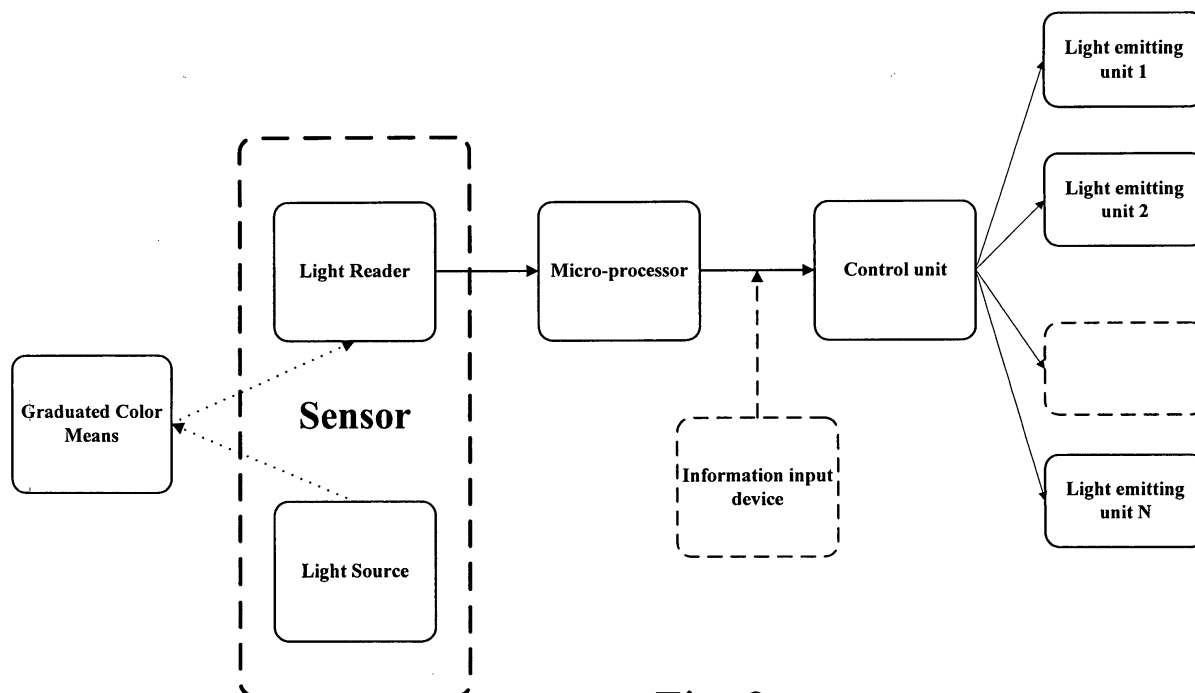 Light emitting
unit 1
Light emitting
unit 2
Light Reader
Micro-processor
Control unit
Graduated Color
Means
Sensor
Information input
device
Light emitting
unit N
Light Source